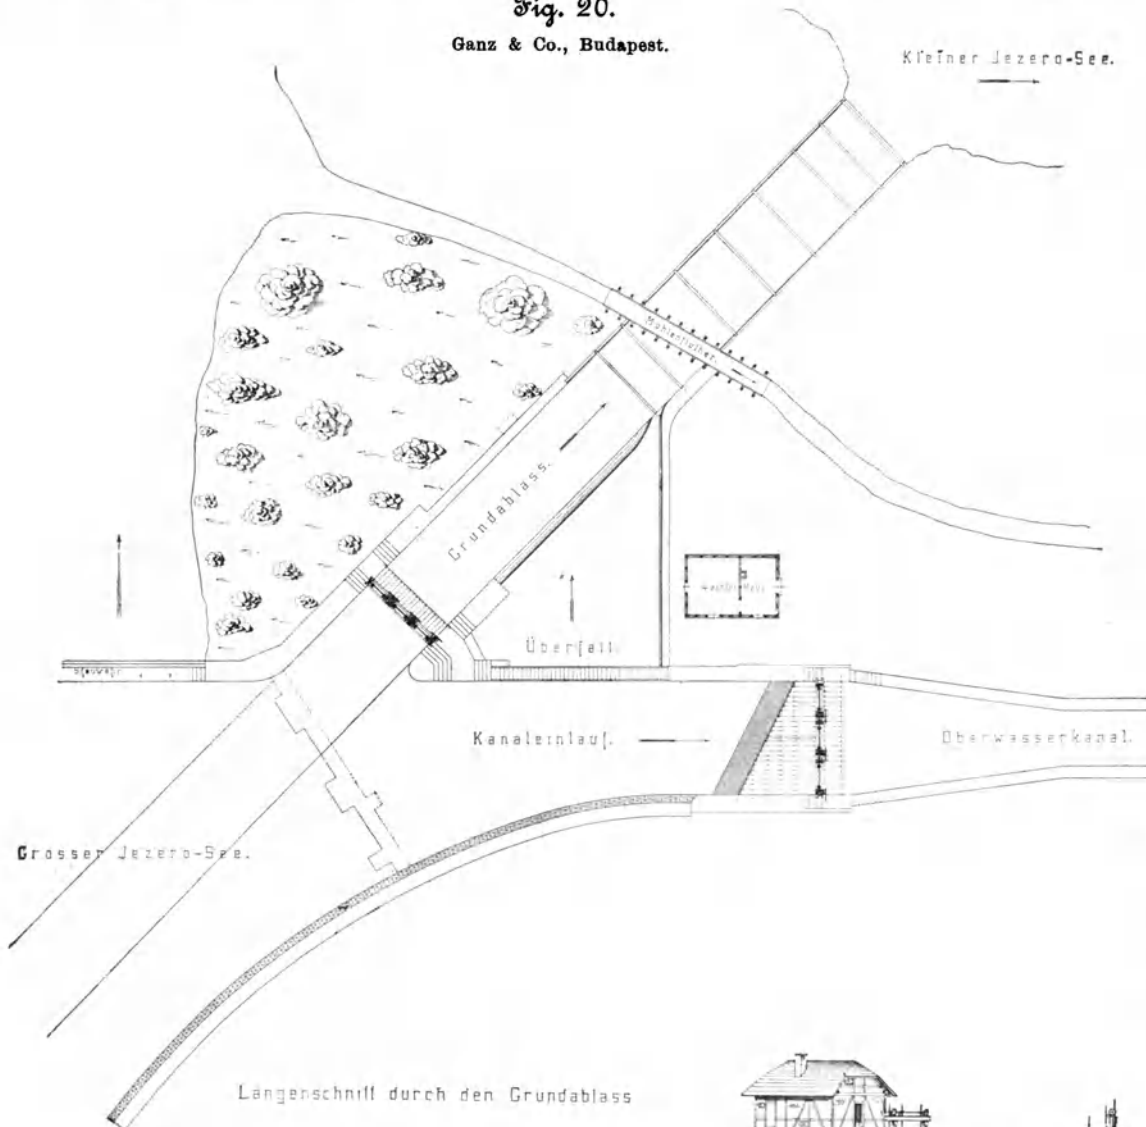 Fig. 20.
Ganz & Co., Budapest.
Kleiner Jezero-See.
Mühlenfluther.
Grundablass.
Überfall.
Kanaleinlauf.
Oberwasserkanal.
Grosser Jezero-See.
Längenschnitt durch den Grundablass